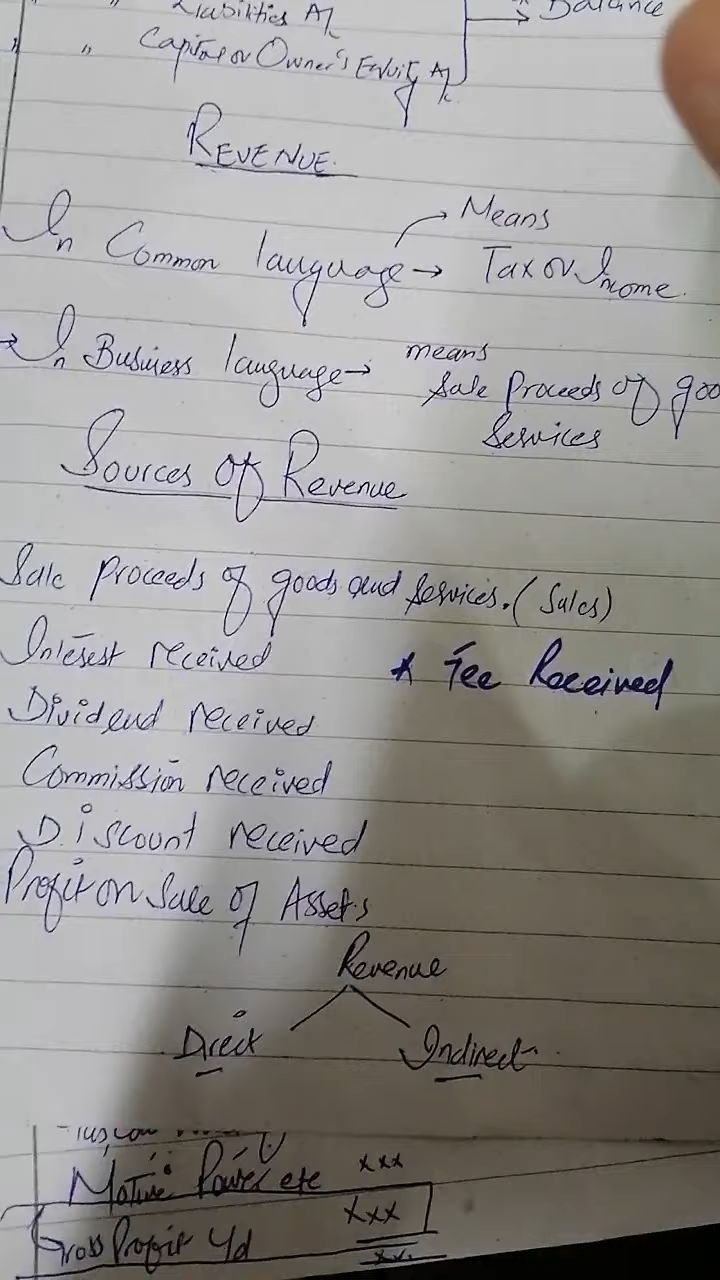 Liabilities A/c
→ Balance
" " Capital or Owner's Equity A/c
REVENUE.
Means
In Common language → Tax or Income.
→ In Business language → means
Sale Proceeds of goo
Services
Sources Of Revenue
Sale Proceeds of goods and Services. (Sales)
Interest received
* Fee Received
Dividend received
Commission received
Discount received
Profit on Sale of Assets
Revenue
Direct Indirect
Motive Power etc xxx
xxx
Gross Profit
xx